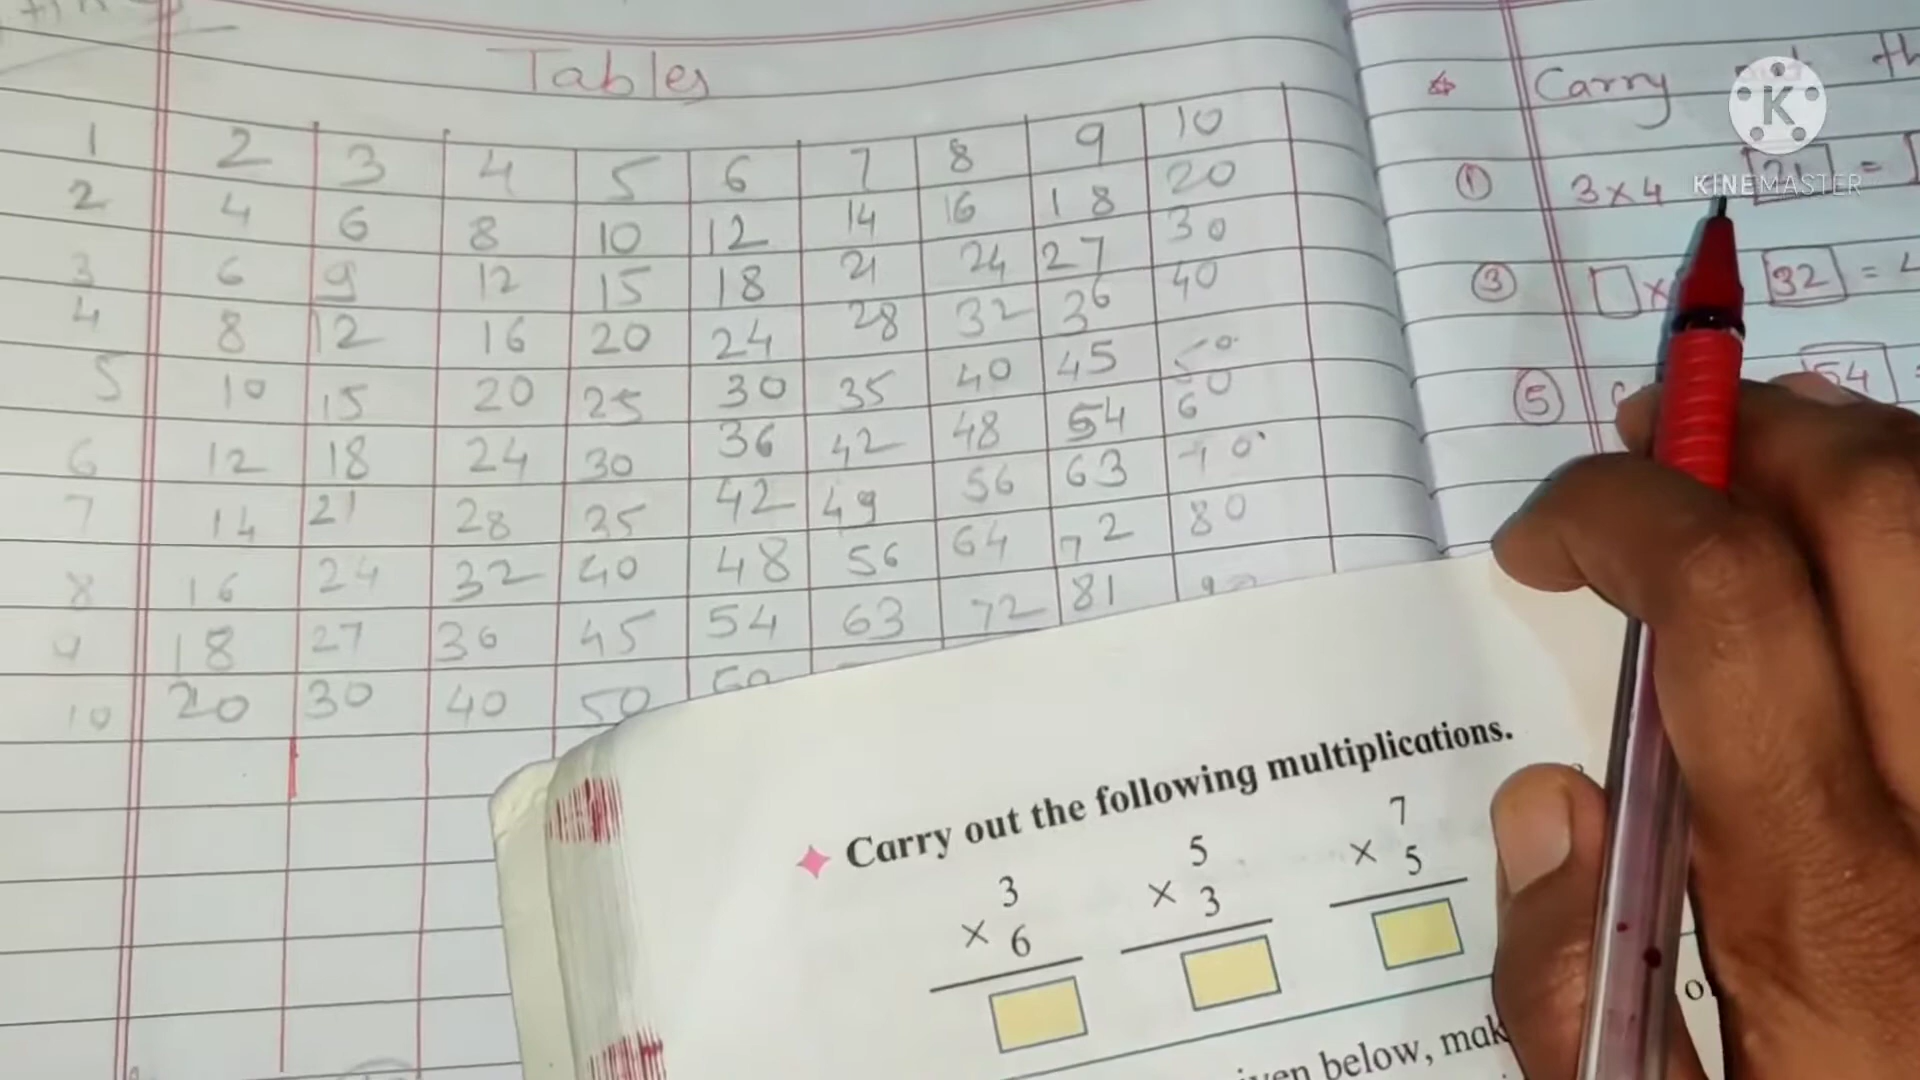 Tables
1 2 3 4 5 6 7 8 9 10
2 4 6 8 10 12 14 16 18 20
3 6 9 12 15 18 21 24 27 30
4 8 12 16 20 24 28 32 36 40
5 10 15 20 25 30 35 40 45 50
6 12 18 24 30 36 42 48 54 60
7 14 21 28 35 42 49 56 63 70
8 16 24 32 40 48 56 64 72 80
9 18 27 36 45 54 63 72 81 90
10 20 30 40 50 60
Carry
① 3×4 =
③ □× 32 = 4
⑤ 54 =
KINEMASTER
Carry out the following multiplications.
3 × 6
5 × 3
7 × 5
below,